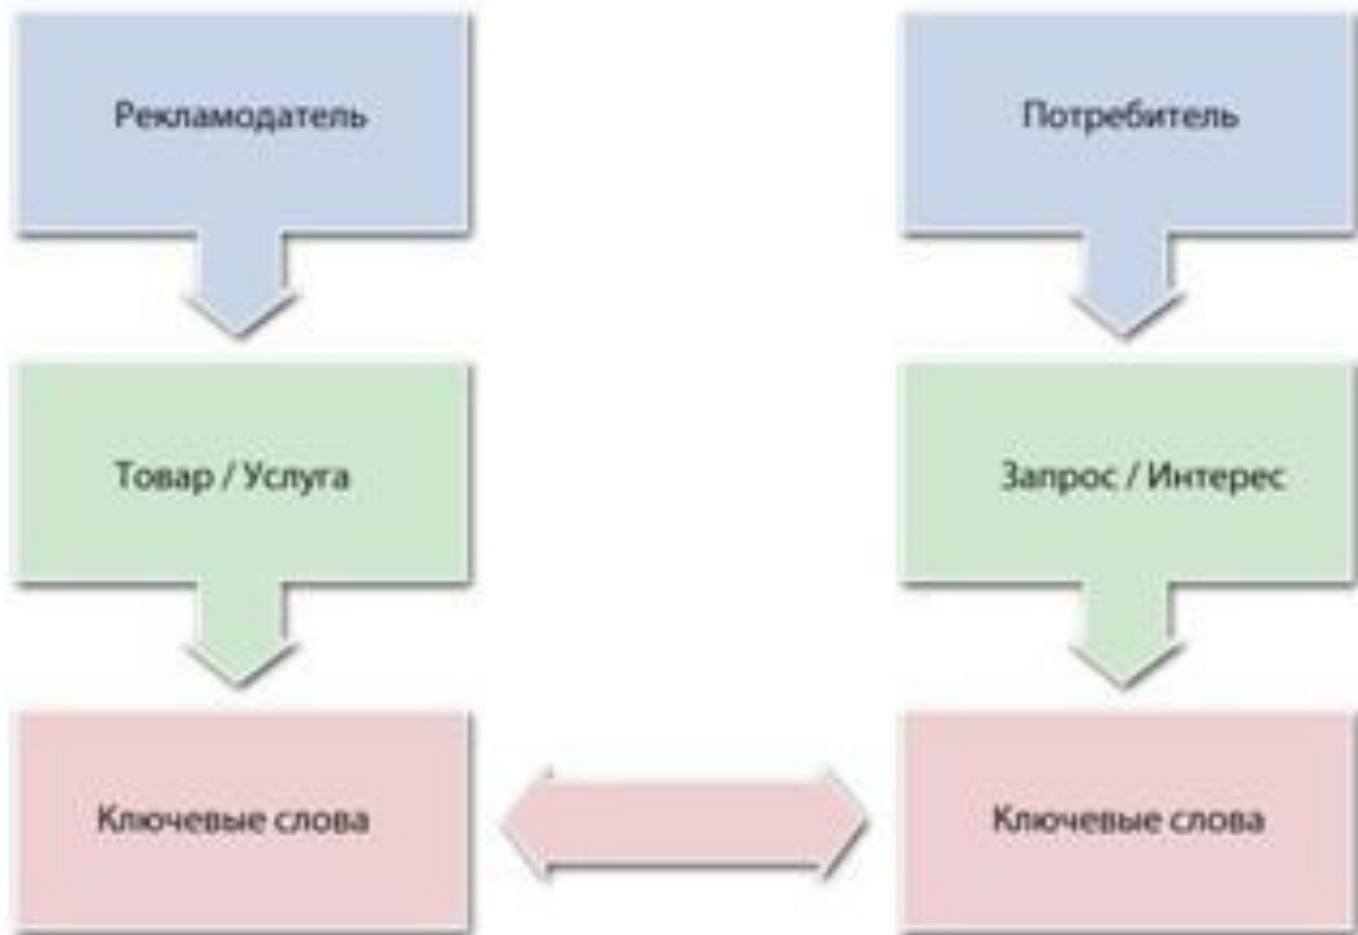 Рекламодатель
Потребитель
Товар / Услуга
Запрос / Интерес
Ключевые слова
Ключевые слова